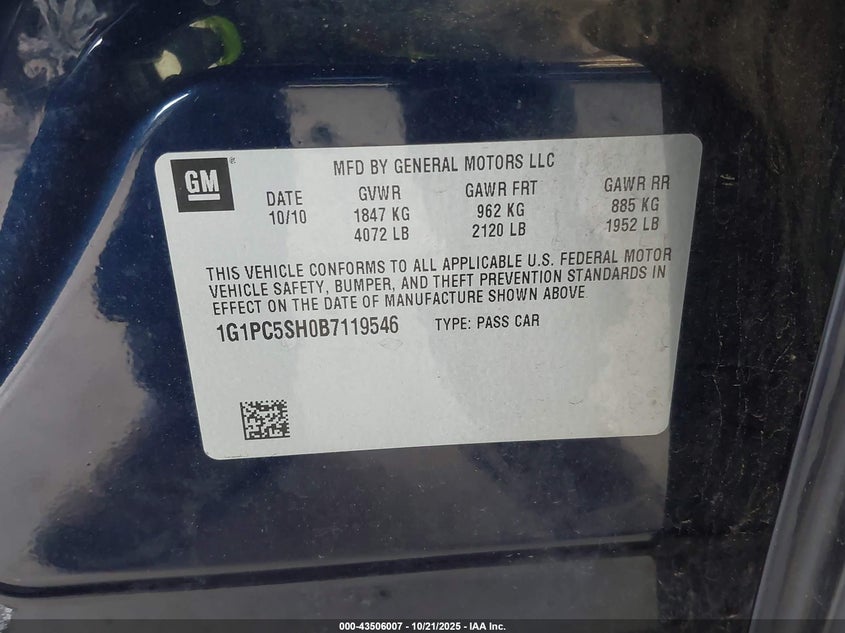 GM
MFD BY GENERAL MOTORS LLC
DATE GVWR GAWR FRT GAWR RR
10/10 1847 KG 962 KG 885 KG
4072 LB 2120 LB 1952 LB
THIS VEHICLE CONFORMS TO ALL APPLICABLE U.S. FEDERAL MOTOR
VEHICLE SAFETY, BUMPER, AND THEFT PREVENTION STANDARDS IN
EFFECT ON THE DATE OF MANUFACTURE SHOWN ABOVE.
1G1PC5SH0B7119546 TYPE: PASS CAR
000-43506007 - 10/21/2025 - IAA Inc.